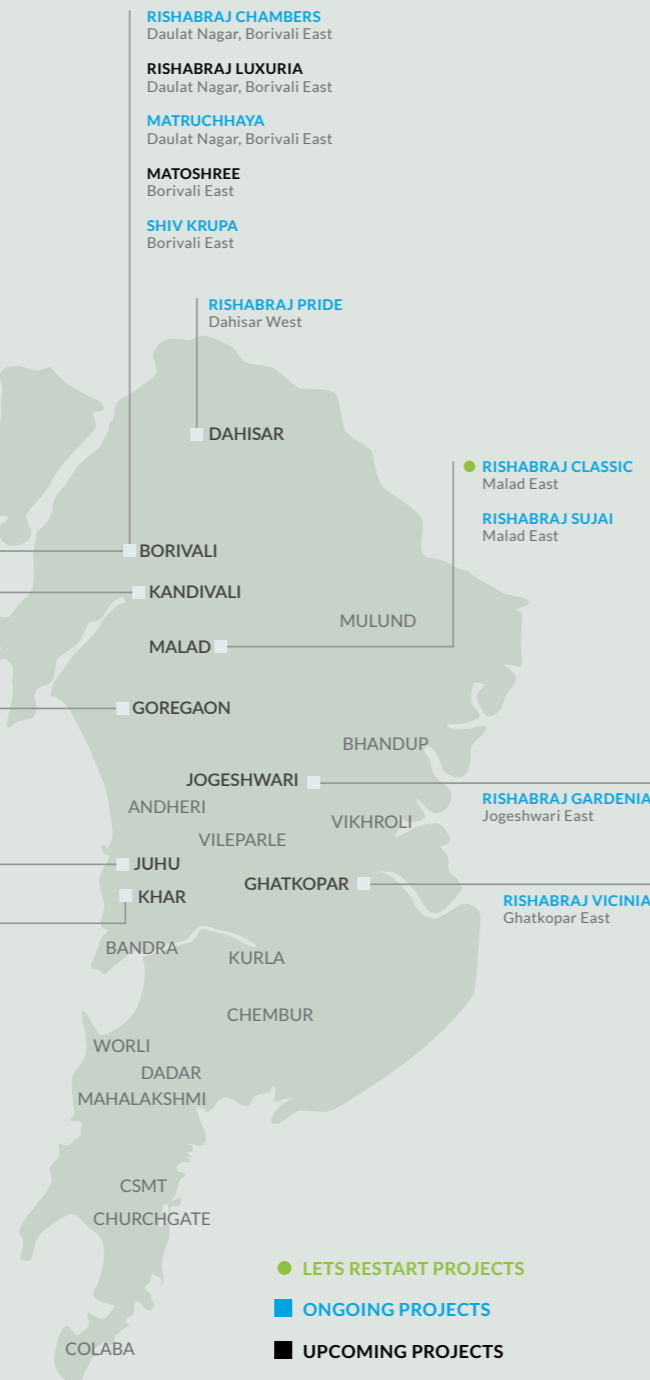 RISHABRAJ CHAMBERS
Daulat Nagar, Borivali East
RISHABRAJ LUXURIA
Daulat Nagar, Borivali East
MATRUCHHAYA
Daulat Nagar, Borivali East
MATOSHREE
Borivali East
SHIV KRUPA
Borivali East
RISHABRAJ PRIDE
Dahisar West
DAHISAR
RISHABRAJ CLASSIC
Malad East
RISHABRAJ SUJAI
Malad East
BORIVALI
KANDIVALI
MULUND
MALAD
GOREGAON
BHANDUP
JOGESHWARI
RISHABRAJ GARDENIA
Jogeshwari East
ANDHERI
VIKHROLI
VILEPARLE
JUHU
GHATKOPAR
KHAR
RISHABRAJ VICINIA
Ghatkopar East
BANDRA
KURLA
CHEMBUR
WORLI
DADAR
MAHALAKSHMI
CSMT
CHURCHGATE
LETS RESTART PROJECTS
ONGOING PROJECTS
UPCOMING PROJECTS
COLABA